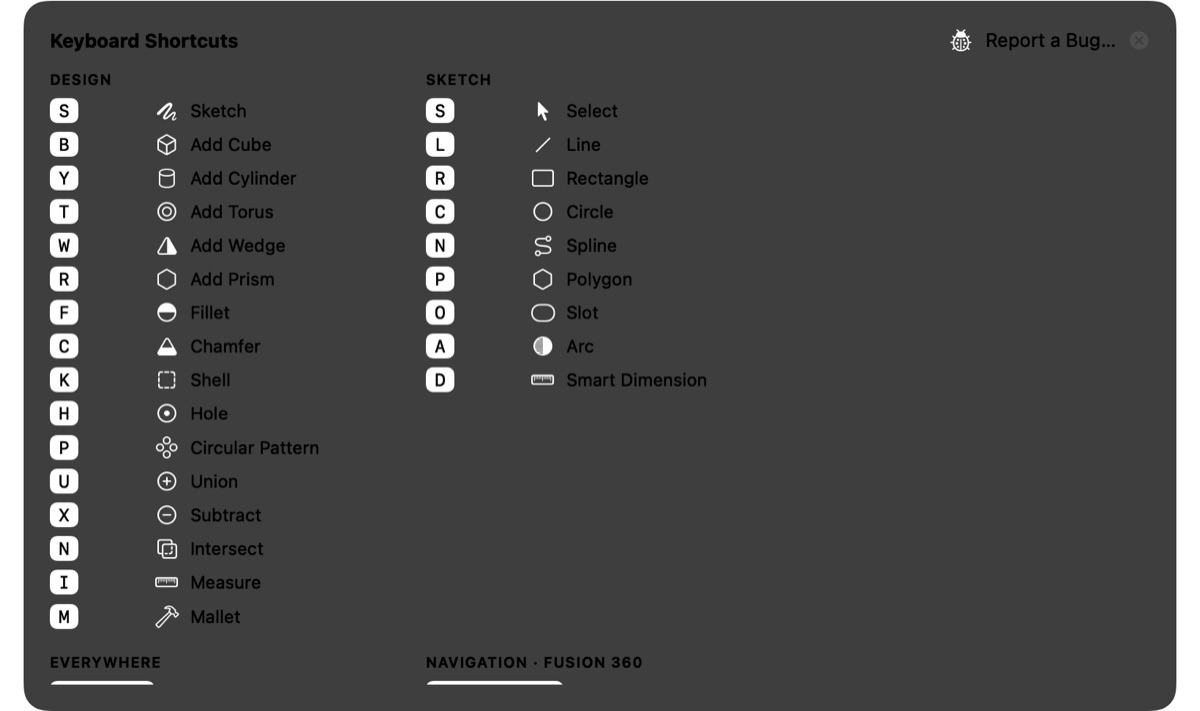 Keyboard Shortcuts
Report a Bug...
DESIGN
S Sketch
B Add Cube
Y Add Cylinder
T Add Torus
W Add Wedge
R Add Prism
F Fillet
C Chamfer
K Shell
H Hole
P Circular Pattern
U Union
X Subtract
N Intersect
I Measure
M Mallet
SKETCH
S Select
L Line
R Rectangle
C Circle
N Spline
P Polygon
O Slot
A Arc
D Smart Dimension
EVERYWHERE
NAVIGATION · FUSION 360